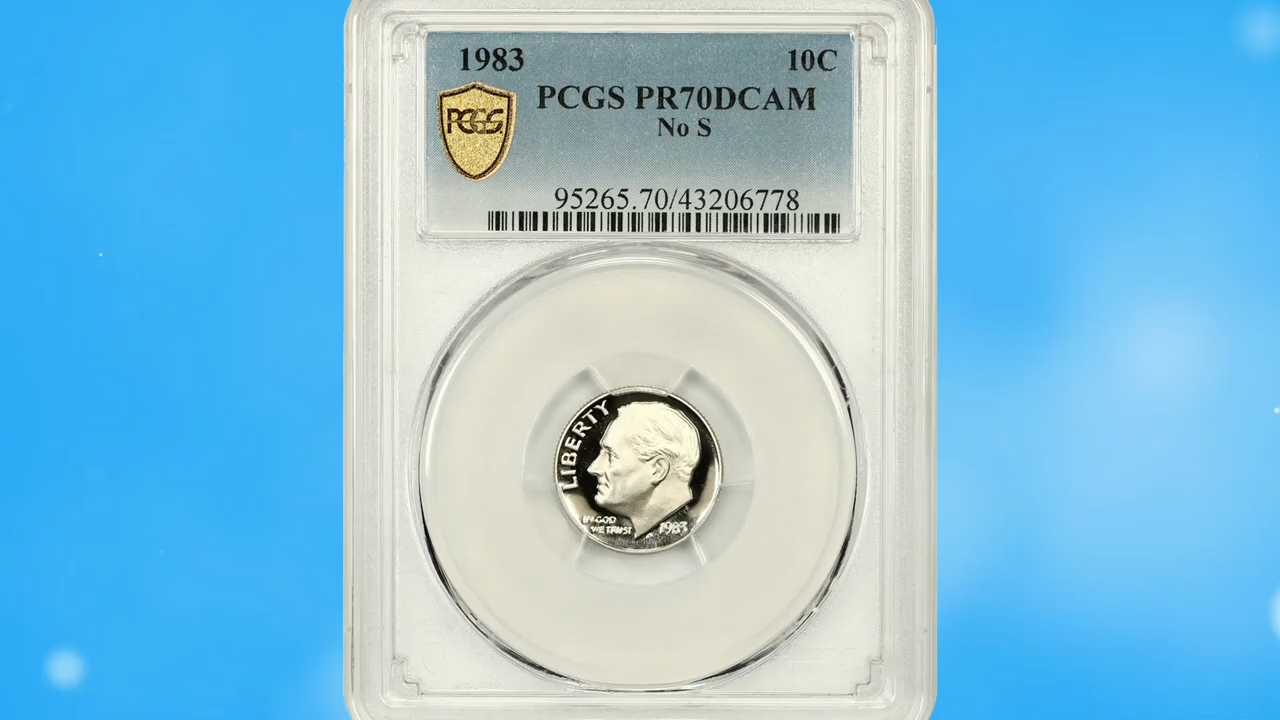 1983 10C
PCGS PR70DCAM
No S
PCGS
95265.70/43206778
LIBERTY
IN GOD
WE TRUST
1983